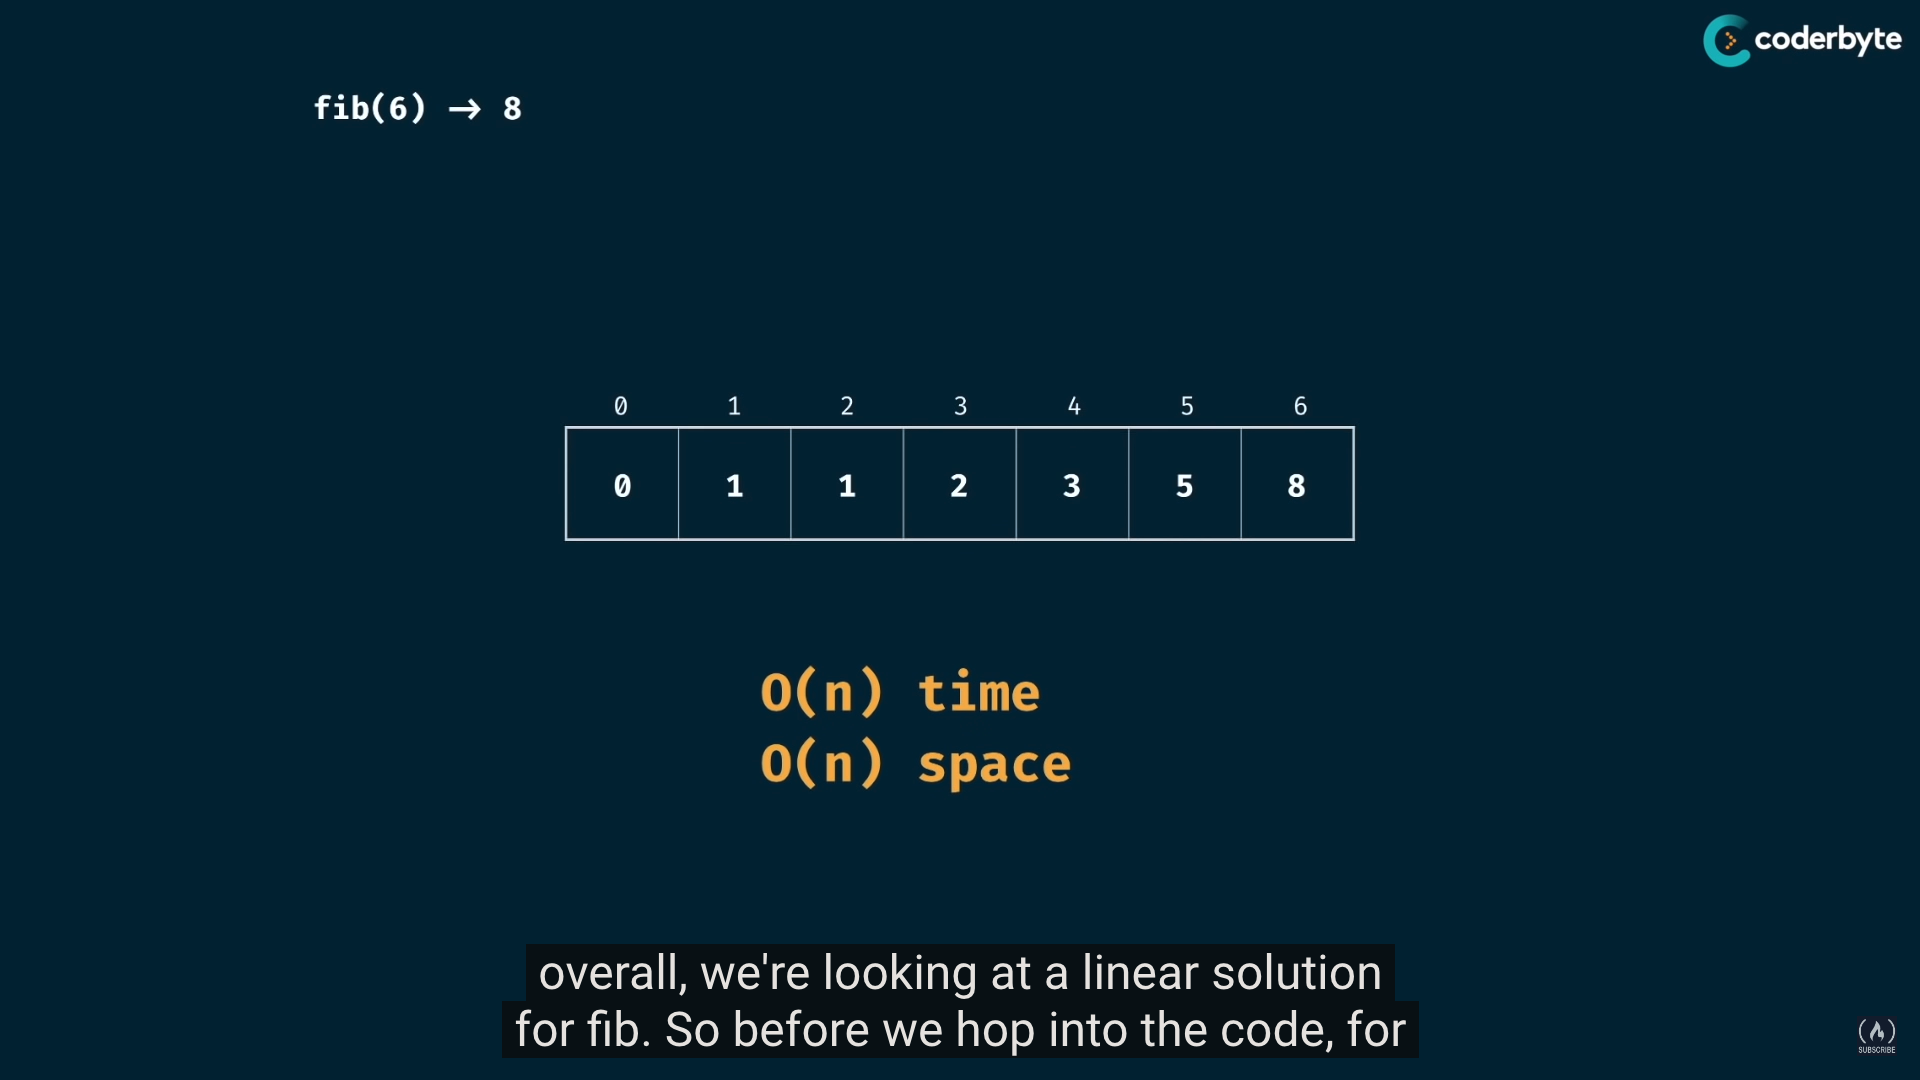 coderbyte
fib(6) → 8
0 1 2 3 4 5 6
0 1 1 2 3 5 8
O(n) time
O(n) space
overall, we're looking at a linear solution
for fib. So before we hop into the code, for
SUBSCRIBE